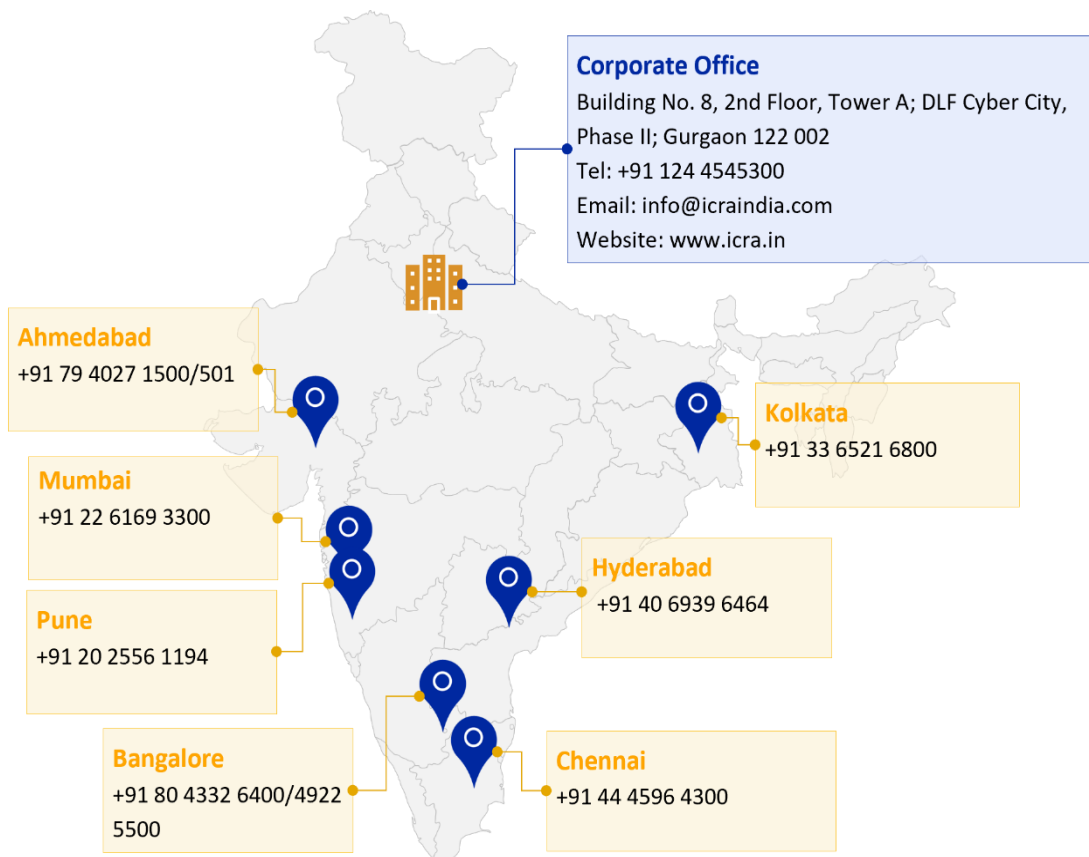 Corporate Office
Building No. 8, 2nd Floor, Tower A; DLF Cyber City,
Phase II; Gurgaon 122 002
Tel: +91 124 4545300
Email: info@icraindia.com
Website: www.icra.in
Ahmedabad
+91 79 4027 1500/501
Kolkata
+91 33 6521 6800
Mumbai
+91 22 6169 3300
Hyderabad
+91 40 6939 6464
Pune
+91 20 2556 1194
Bangalore
+91 80 4332 6400/4922
5500
Chennai
+91 44 4596 4300